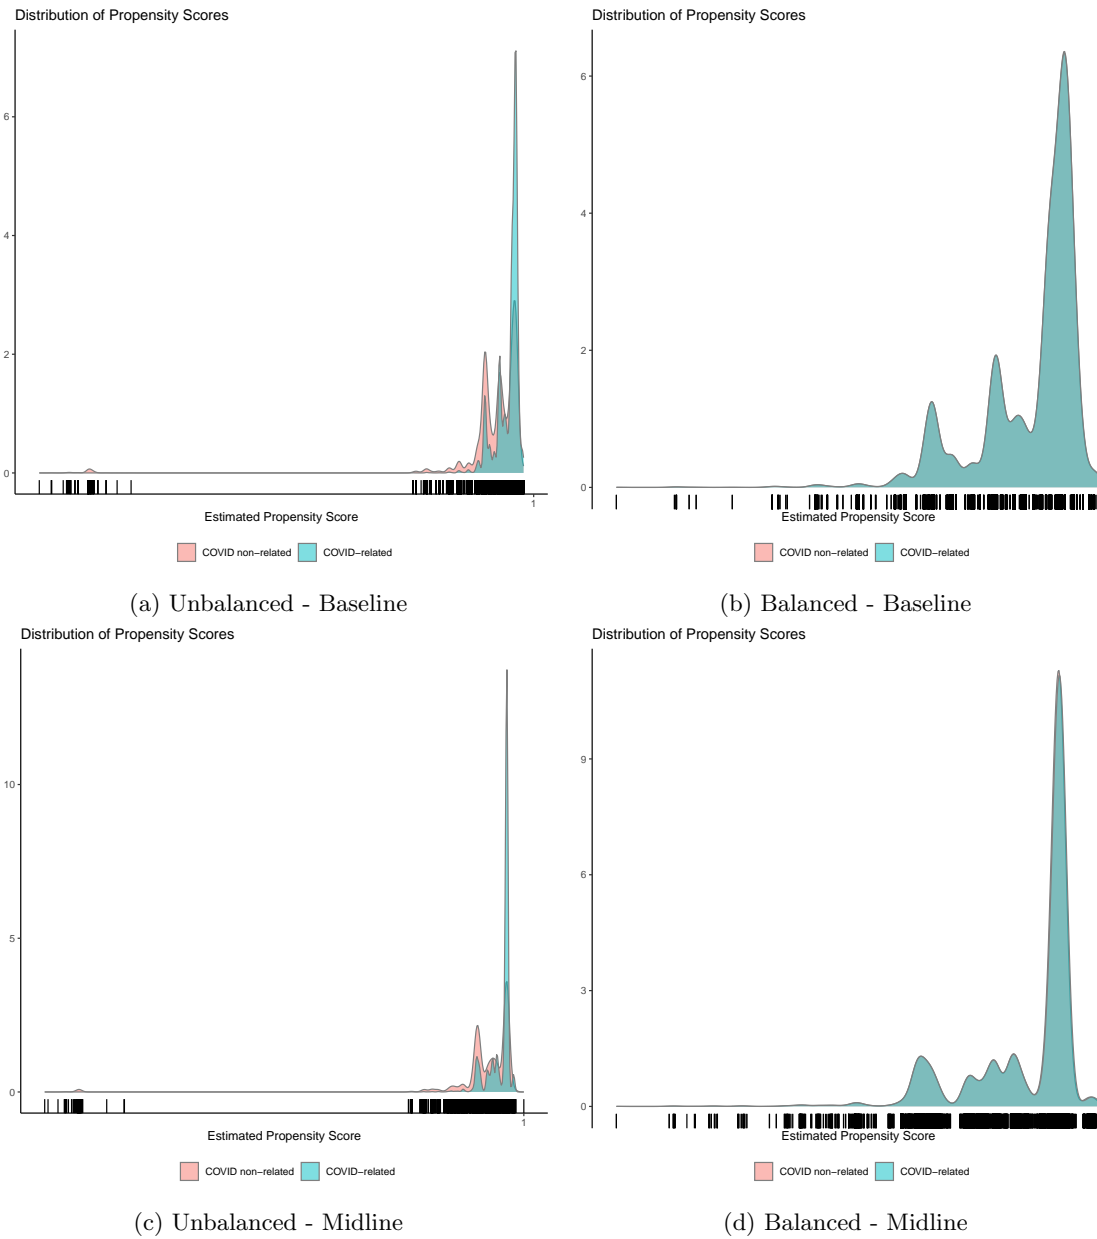 Distribution of Propensity Scores
6
4
2
0
1
Estimated Propensity Score
COVID non-related COVID-related
(a) Unbalanced - Baseline
Distribution of Propensity Scores
6
4
2
0
Estimated Propensity Score
COVID non-related COVID-related
(b) Balanced - Baseline
Distribution of Propensity Scores
10
5
0
1
Estimated Propensity Score
COVID non-related COVID-related
(c) Unbalanced - Midline
Distribution of Propensity Scores
9
6
3
0
Estimated Propensity Score
COVID non-related COVID-related
(d) Balanced - Midline